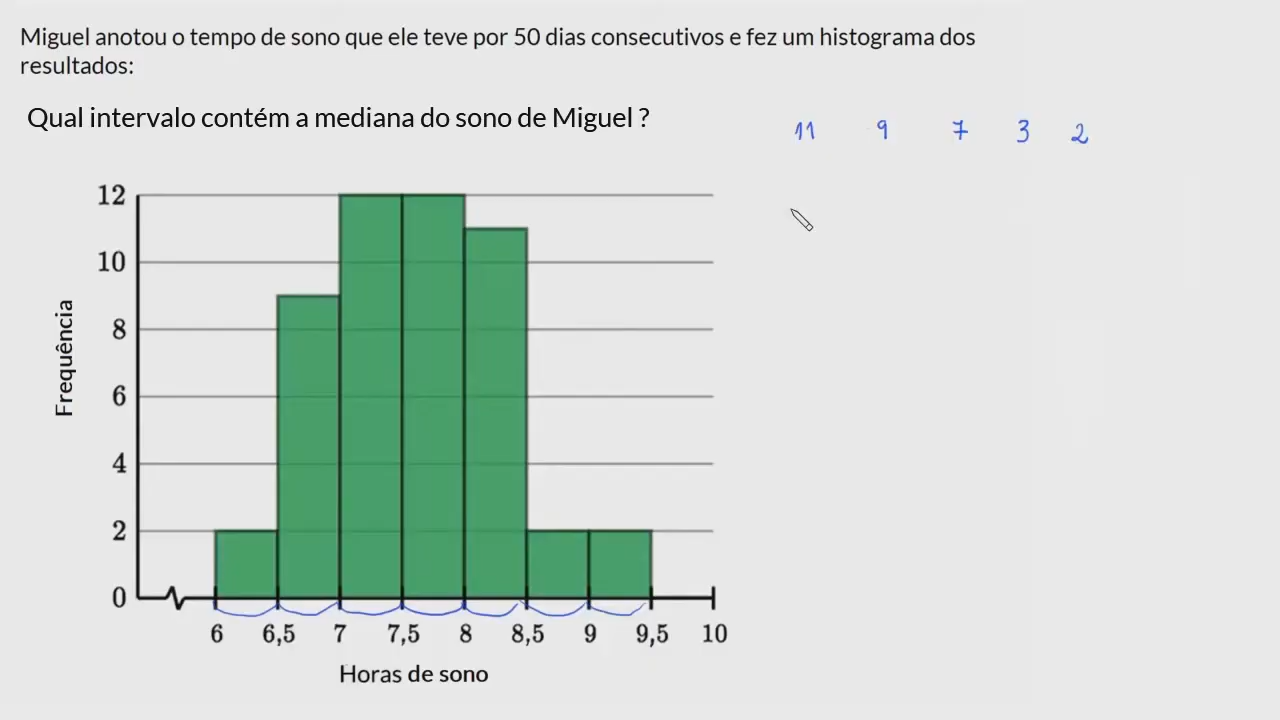 Miguel anotou o tempo de sono que ele teve por 50 dias consecutivos e fez um histograma dos
resultados:
Qual intervalo contém a mediana do sono de Miguel ?
11 9 7 3 2
12
10
8
6
4
2
0
Frequência
6 6,5 7 7,5 8 8,5 9 9,5 10
Horas de sono